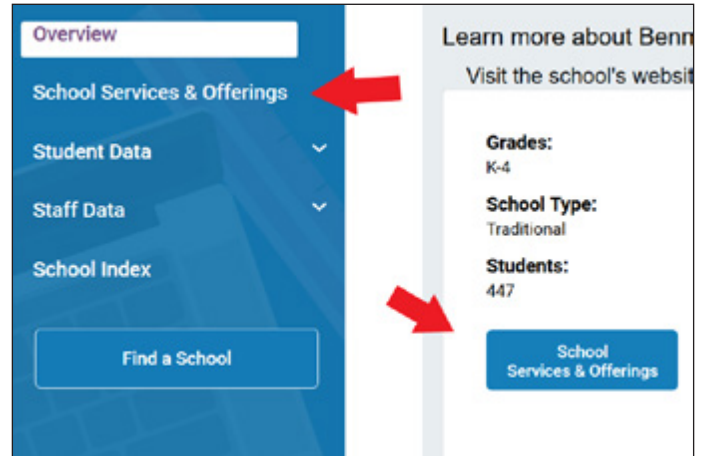 Overview
School Services & Offerings
Student Data
Staff Data
School Index
Find a School
Learn more about
Visit the school's
Grades:
K-4
School Type:
Traditional
Students:
447
School
Services & Offerings